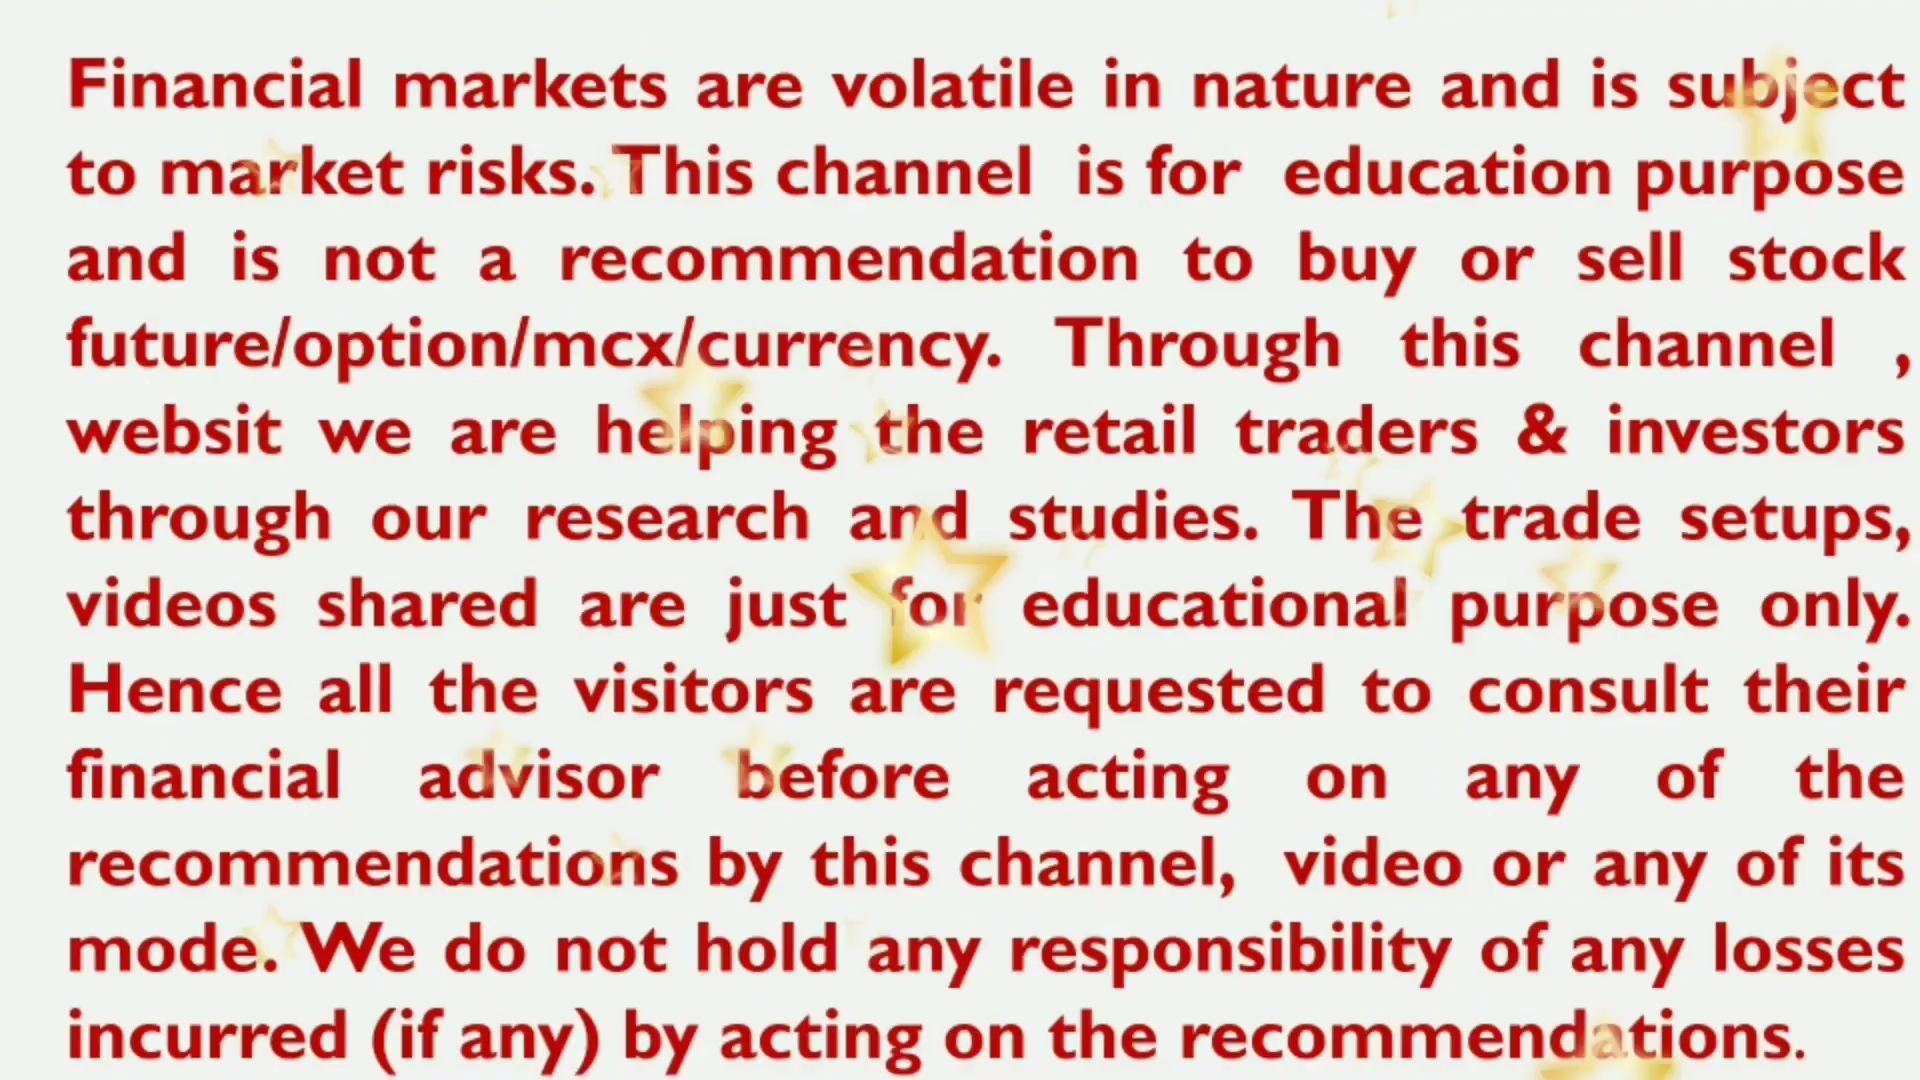 Financial markets are volatile in nature and is subject
to market risks. This channel is for education purpose
and is not a recommendation to buy or sell stock
future/option/mcx/currency. Through this channel ,
websit we are helping the retail traders & investors
through our research and studies. The trade setups,
videos shared are just for educational purpose only.
Hence all the visitors are requested to consult their
financial advisor before acting on any of the
recommendations by this channel, video or any of its
mode. We do not hold any responsibility of any losses
incurred (if any) by acting on the recommendations.